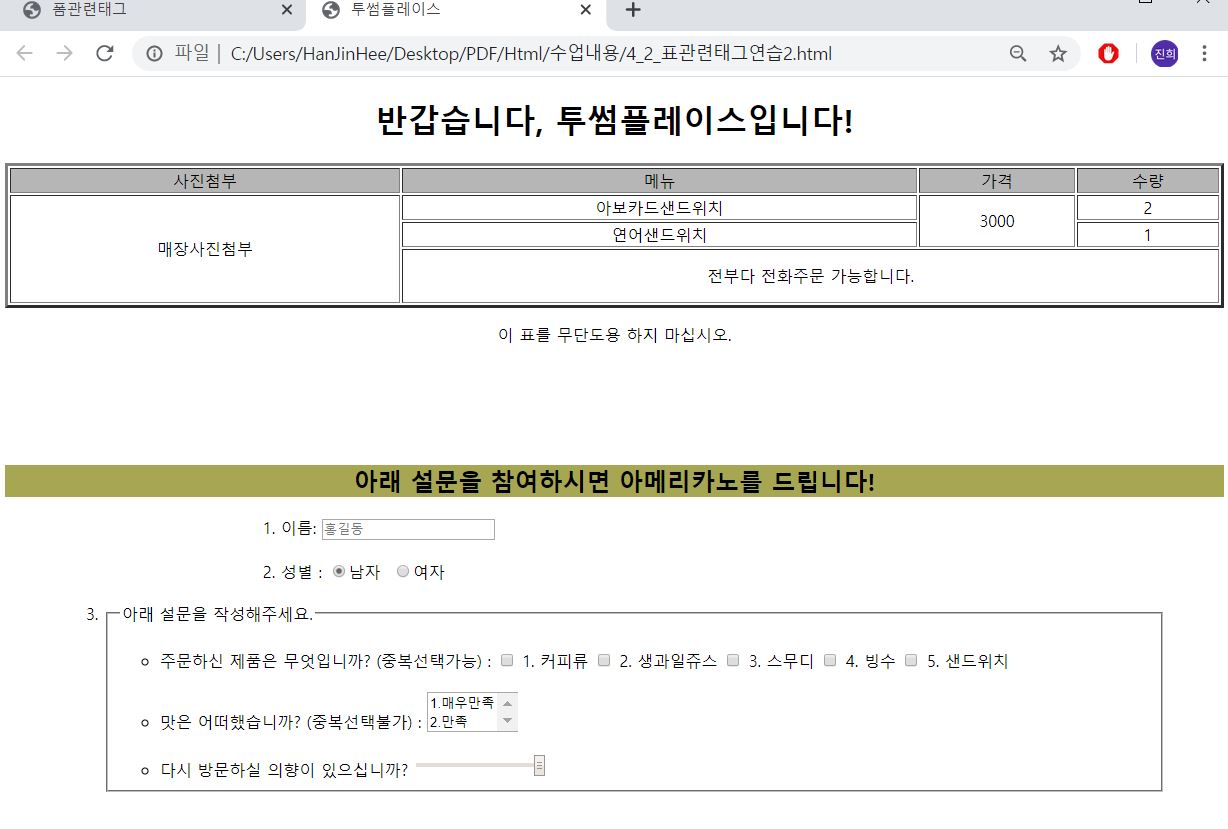 폼관련태그
투썸플레이스
파일 | C:/Users/HanJinHee/Desktop/PDF/Html/수업내용/4_2_표관련태그연습2.html
진희
반갑습니다, 투썸플레이스입니다!
사진첨부 메뉴 가격 수량
매장사진첨부 아보카드샌드위치 3000 2
연어샌드위치 1
전부다 전화주문 가능합니다.
이 표를 무단도용 하지 마십시오.
아래 설문을 참여하시면 아메리카노를 드립니다!
1. 이름: 홍길동
2. 성별 : 남자 여자
3. 아래 설문을 작성해주세요.
주문하신 제품은 무엇입니까? (중복선택가능) : 1. 커피류 2. 생과일쥬스 3. 스무디 4. 빙수 5. 샌드위치
맛은 어떠했습니까? (중복선택불가) : 1.매우만족
2.만족
다시 방문하실 의향이 있으십니까?